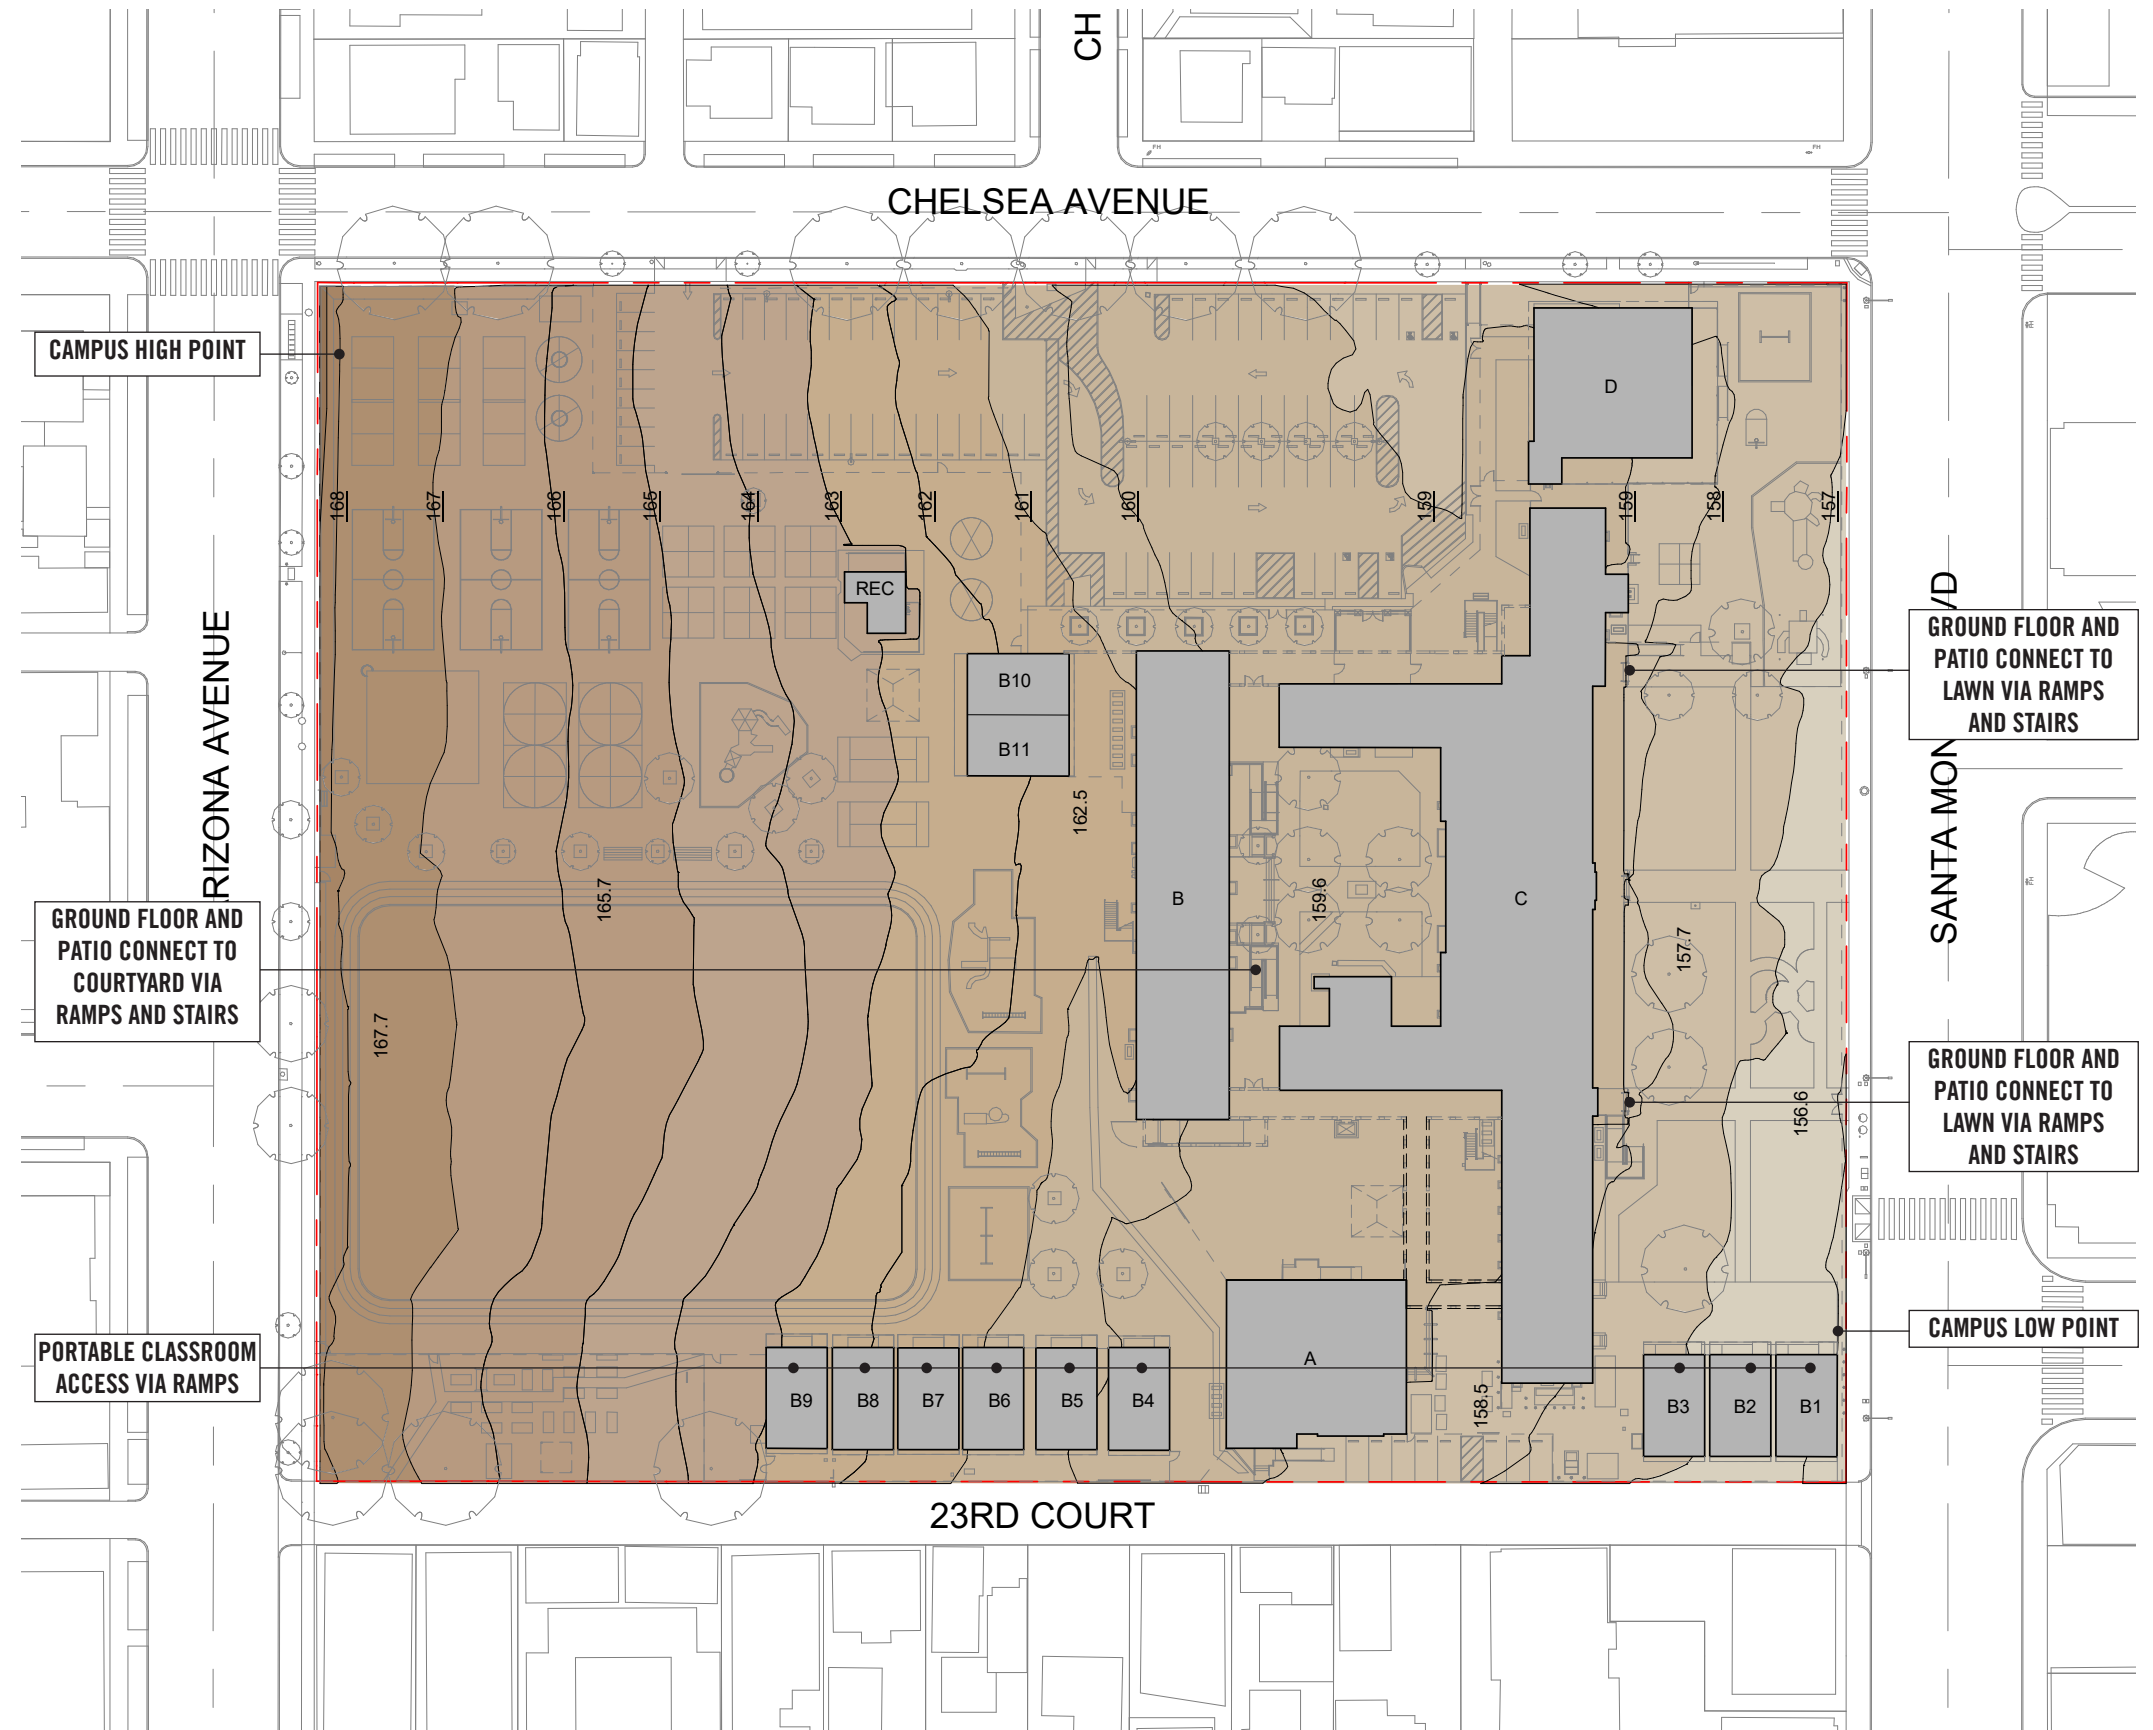 CH
FH
FH
CHELSEA AVENUE
CAMPUS HIGH POINT
D
168
167
166
165
164
163
162
161
160
159
159
158
157
REC
ARIZONA AVENUE
SANTA MON
VD
GROUND FLOOR AND
PATIO CONNECT TO
LAWN VIA RAMPS
AND STAIRS
B10
B11
162.5
B
159.6
C
165.7
157.7
GROUND FLOOR AND
PATIO CONNECT TO
COURTYARD VIA
RAMPS AND STAIRS
167.7
156.6
GROUND FLOOR AND
PATIO CONNECT TO
LAWN VIA RAMPS
AND STAIRS
CAMPUS LOW POINT
PORTABLE CLASSROOM
ACCESS VIA RAMPS
A
158.5
B9
B8
B7
B6
B5
B4
B3
B2
B1
23RD COURT